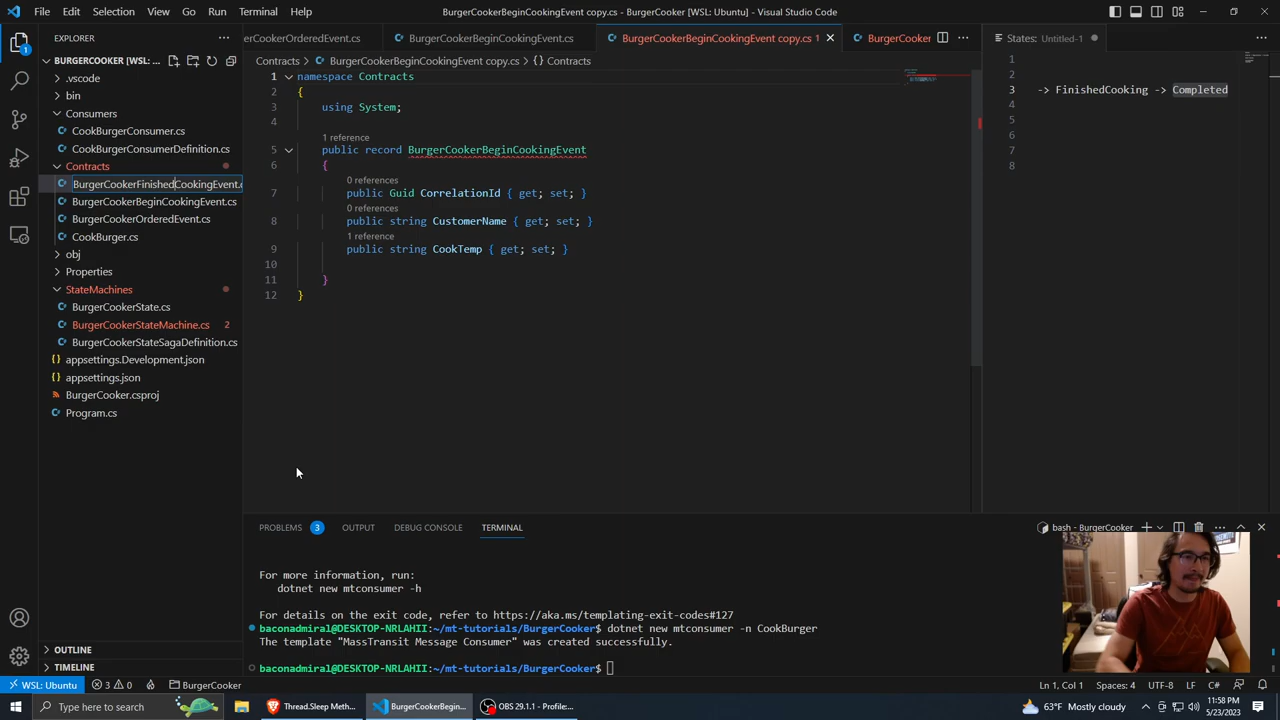 File Edit Selection View Go Run Terminal Help
BurgerCookerBeginCookingEvent copy.cs - BurgerCooker [WSL: Ubuntu] - Visual Studio Code
EXPLORER
BURGERCOOKER [WSL: ...
.vscode
bin
Consumers
CookBurgerConsumer.cs
CookBurgerConsumerDefinition.cs
Contracts
BurgerCookerFinishedCookingEvent.c
BurgerCookerBeginCookingEvent.cs
BurgerCookerOrderedEvent.cs
CookBurger.cs
obj
Properties
StateMachines
BurgerCookerState.cs
BurgerCookerStateMachine.cs 2
BurgerCookerStateSagaDefinition.cs
appsettings.Development.json
appsettings.json
BurgerCooker.csproj
Program.cs
OUTLINE
TIMELINE
erCookerOrderedEvent.cs
BurgerCookerBeginCookingEvent.cs
BurgerCookerBeginCookingEvent copy.cs 1
BurgerCooker
Contracts > BurgerCookerBeginCookingEvent copy.cs > {} Contracts
1 namespace Contracts
2 {
3 using System;
4
1 reference
5 public record BurgerCookerBeginCookingEvent
6 {
0 references
7 public Guid CorrelationId { get; set; }
0 references
8 public string CustomerName { get; set; }
1 reference
9 public string CookTemp { get; set; }
10
11 }
12 }
States: Untitled-1
1
2
3 -> FinishedCooking -> Completed
4
5
6
7
8
PROBLEMS 3 OUTPUT DEBUG CONSOLE TERMINAL
bash - BurgerCooker
For more information, run:
dotnet new mtconsumer -h
For details on the exit code, refer to https://aka.ms/templating-exit-codes#127
baconadmiral@DESKTOP-NRLAHII:~/mt-tutorials/BurgerCooker$ dotnet new mtconsumer -n CookBurger
The template "MassTransit Message Consumer" was created successfully.
baconadmiral@DESKTOP-NRLAHII:~/mt-tutorials/BurgerCooker$
WSL: Ubuntu
3 0
BurgerCooker
Ln 1, Col 1 Spaces: 4 UTF-8 LF C#
Type here to search
Thread.Sleep Meth...
BurgerCookerBegin...
OBS 29.1.1 - Profile:...
63°F Mostly cloudy
11:58 PM
5/23/2023